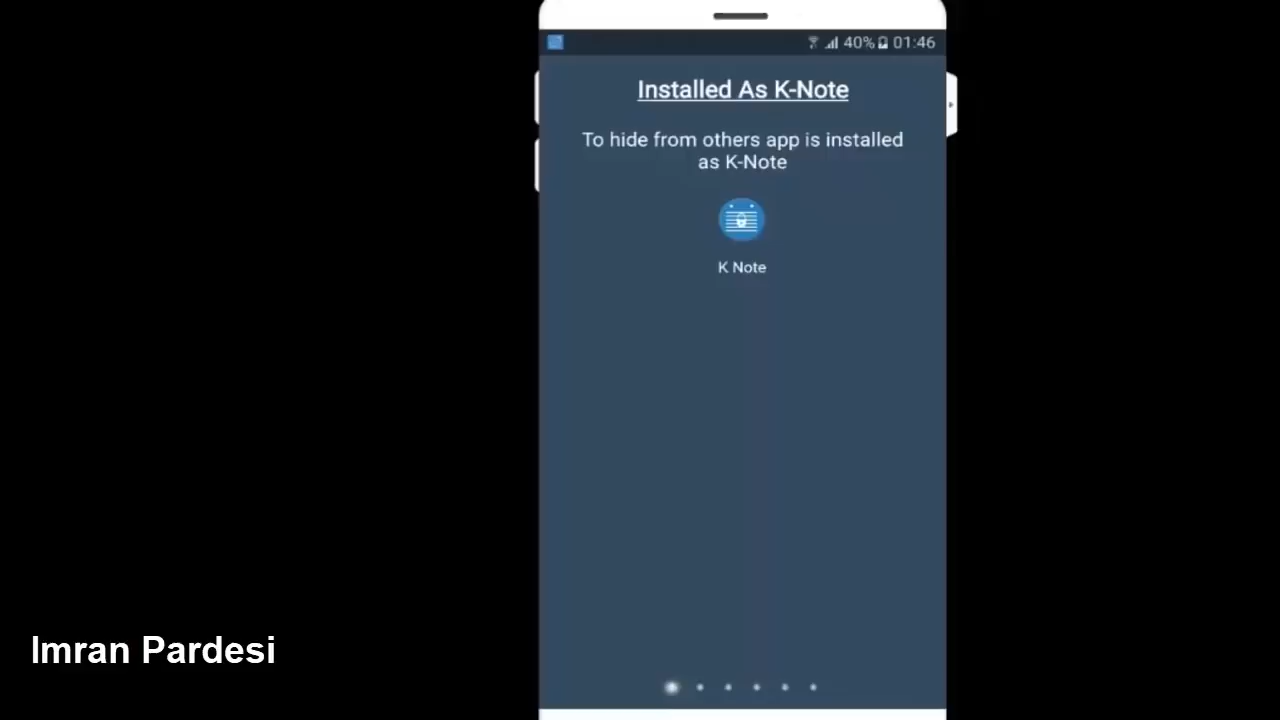 40% 01:46
Installed As K-Note
To hide from others app is installed
as K-Note
K Note
Imran Pardesi